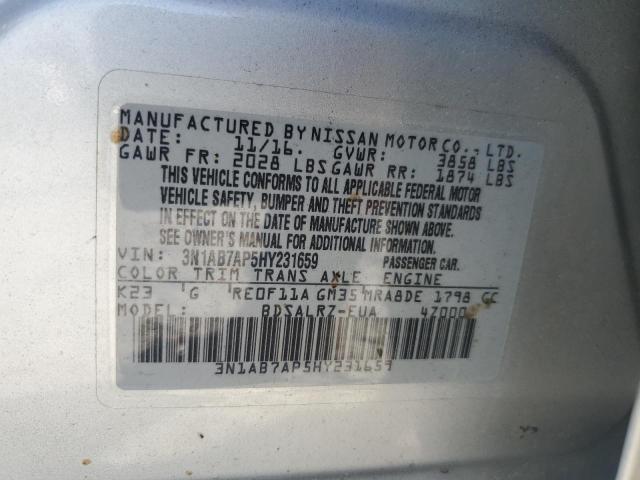 MANUFACTURED BY NISSAN MOTOR CO., LTD.
DATE: 11/16. GVWR: 3858 LBS
GAWR FR: 2028 LBS GAWR RR: 1874 LBS
THIS VEHICLE CONFORMS TO ALL APPLICABLE FEDERAL MOTOR
VEHICLE SAFETY, BUMPER AND THEFT PREVENTION STANDARDS
IN EFFECT ON THE DATE OF MANUFACTURE SHOWN ABOVE.
SEE OWNER'S MANUAL FOR ADDITIONAL INFORMATION.
VIN: 3N1AB7AP5HY231659 PASSENGER CAR.
COLOR TRIM TRANS AXLE ENGINE
K23 G RE0F11A GM35 MRA8DE 1798 CC
MODEL: BDSALRZ-EUA 4Z000
3N1AB7AP5HY231659